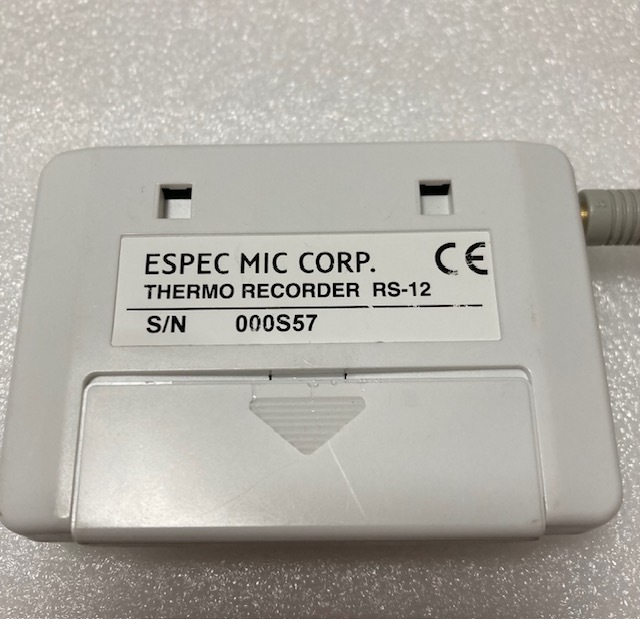 ESPEC MIC CORP. CE
THERMO RECORDER RS-12
S/N 000S57